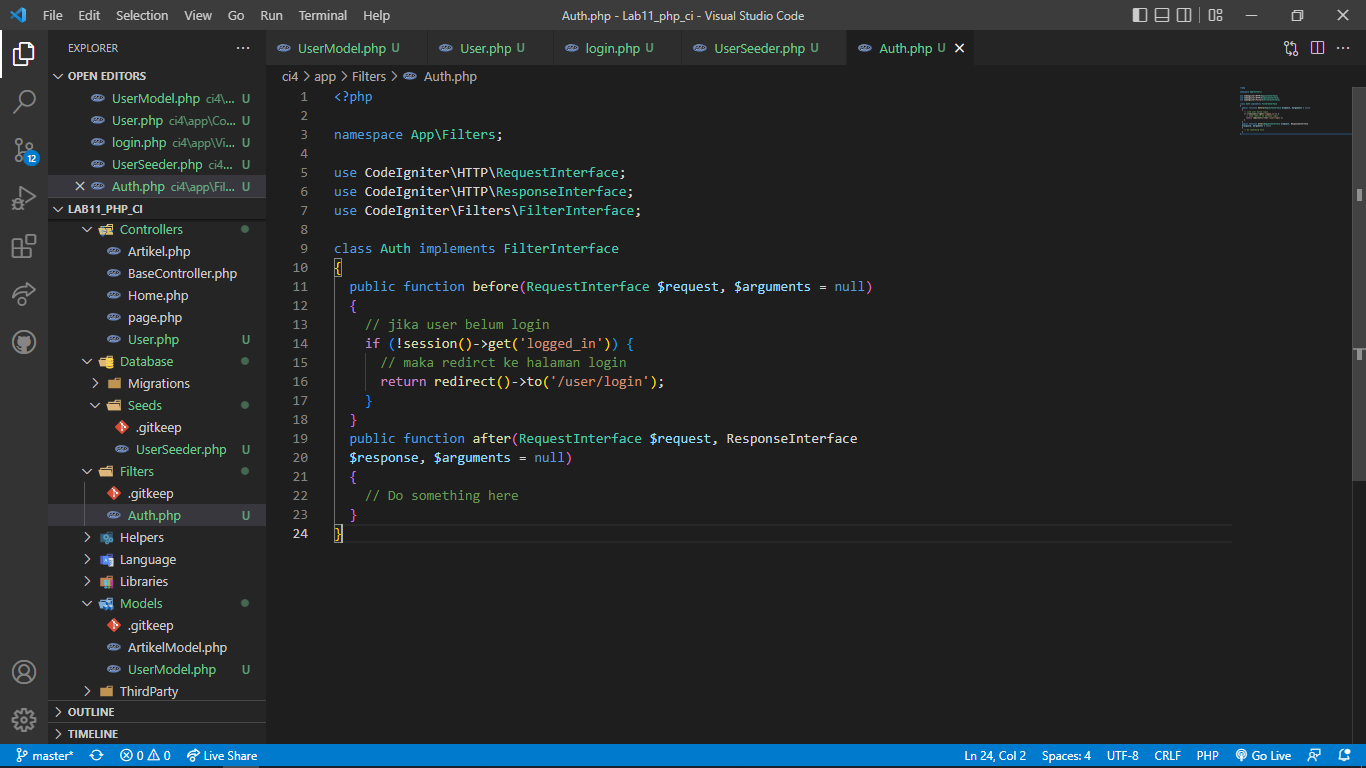 File Edit Selection View Go Run Terminal Help Auth.php - Lab11_php_ci - Visual Studio Code
EXPLORER
OPEN EDITORS
UserModel.php ci4\... U
User.php ci4\app\Co... U
login.php ci4\app\Vi... U
UserSeeder.php ci4... U
Auth.php ci4\app\Fil... U
LAB11_PHP_CI
Controllers
Artikel.php
BaseController.php
Home.php
page.php
User.php U
Database
Migrations
Seeds
.gitkeep
UserSeeder.php U
Filters
.gitkeep
Auth.php U
Helpers
Language
Libraries
Models
.gitkeep
ArtikelModel.php
UserModel.php U
ThirdParty
OUTLINE
TIMELINE
12
UserModel.php U User.php U login.php U UserSeeder.php U Auth.php U
ci4 > app > Filters > Auth.php
1 <?php
2
3 namespace App\Filters;
4
5 use CodeIgniter\HTTP\RequestInterface;
6 use CodeIgniter\HTTP\ResponseInterface;
7 use CodeIgniter\Filters\FilterInterface;
8
9 class Auth implements FilterInterface
10 {
11 public function before(RequestInterface $request, $arguments = null)
12 {
13 // jika user belum login
14 if (!session()->get('logged_in')) {
15 // maka redirct ke halaman login
16 return redirect()->to('/user/login');
17 }
18 }
19 public function after(RequestInterface $request, ResponseInterface
20 $response, $arguments = null)
21 {
22 // Do something here
23 }
24 }
master* 0 0 Live Share Ln 24, Col 2 Spaces: 4 UTF-8 CRLF PHP Go Live